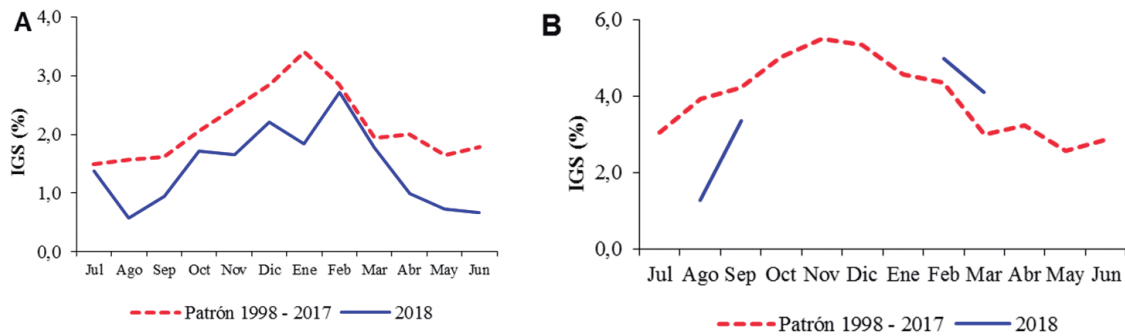 A
4,0
3,0
2,0
1,0
0,0
IGS (%)
Jul Ago Sep Oct Nov Dic Ene Feb Mar Abr May Jun
Patrón 1998 - 2017 2018
B
6,0
4,0
2,0
0,0
IGS (%)
Jul Ago Sep Oct Nov Dic Ene Feb Mar Abr May Jun
Patrón 1998 - 2017 2018